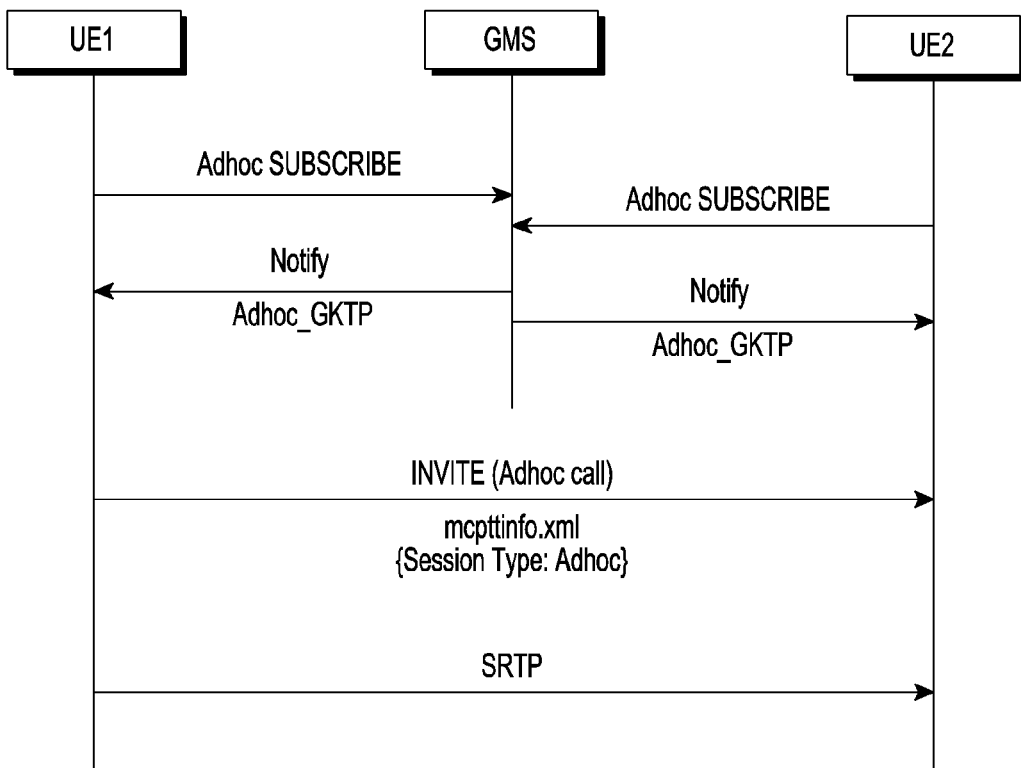 UE1
GMS
UE2
Adhoc SUBSCRIBE
Adhoc SUBSCRIBE
Notify
Adhoc_GKTP
Notify
Adhoc_GKTP
INVITE (Adhoc call)
mcpttinfo.xml
{Session Type: Adhoc}
SRTP